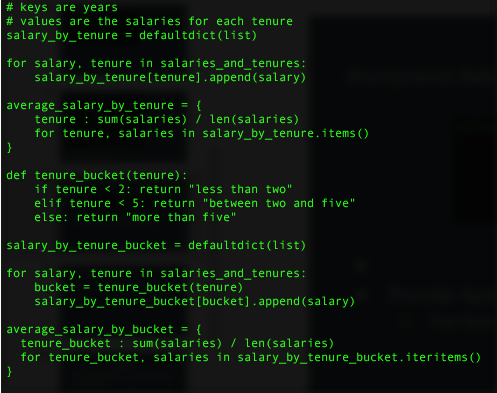 # keys are years
# values are the salaries for each tenure
salary_by_tenure = defaultdict(list)
for salary, tenure in salaries_and_tenures:
    salary_by_tenure[tenure].append(salary)
average_salary_by_tenure = {
    tenure : sum(salaries) / len(salaries)
    for tenure, salaries in salary_by_tenure.items()
}
def tenure_bucket(tenure):
    if tenure < 2: return "less than two"
    elif tenure < 5: return "between two and five"
    else: return "more than five"
salary_by_tenure_bucket = defaultdict(list)
for salary, tenure in salaries_and_tenures:
    bucket = tenure_bucket(tenure)
    salary_by_tenure_bucket[bucket].append(salary)
average_salary_by_bucket = {
  tenure_bucket : sum(salaries) / len(salaries)
  for tenure_bucket, salaries in salary_by_tenure_bucket.iteritems()
}